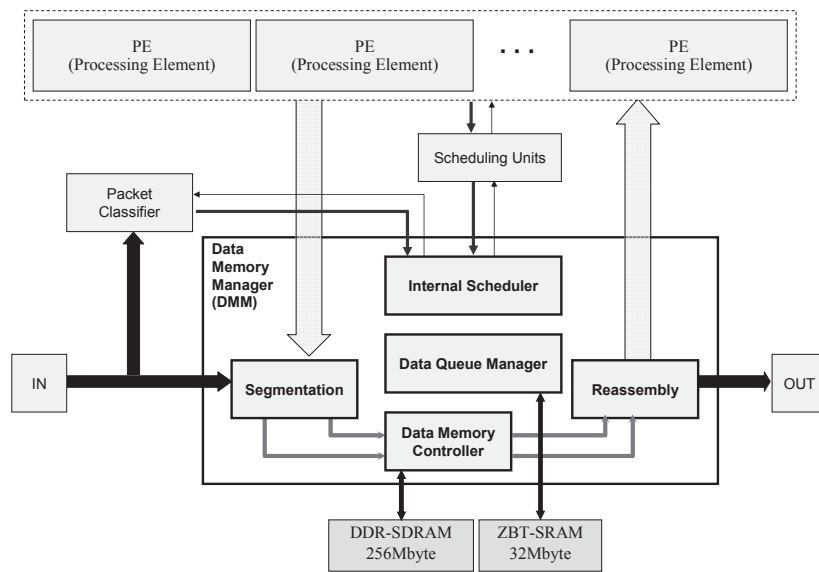 PE
(Processing Element)
PE
(Processing Element)
. . .
PE
(Processing Element)
Scheduling Units
Packet
Classifier
Data
Memory
Manager
(DMM)
Internal Scheduler
Data Queue Manager
IN
Segmentation
Reassembly
OUT
Data Memory
Controller
DDR-SDRAM
256Mbyte
ZBT-SRAM
32Mbyte